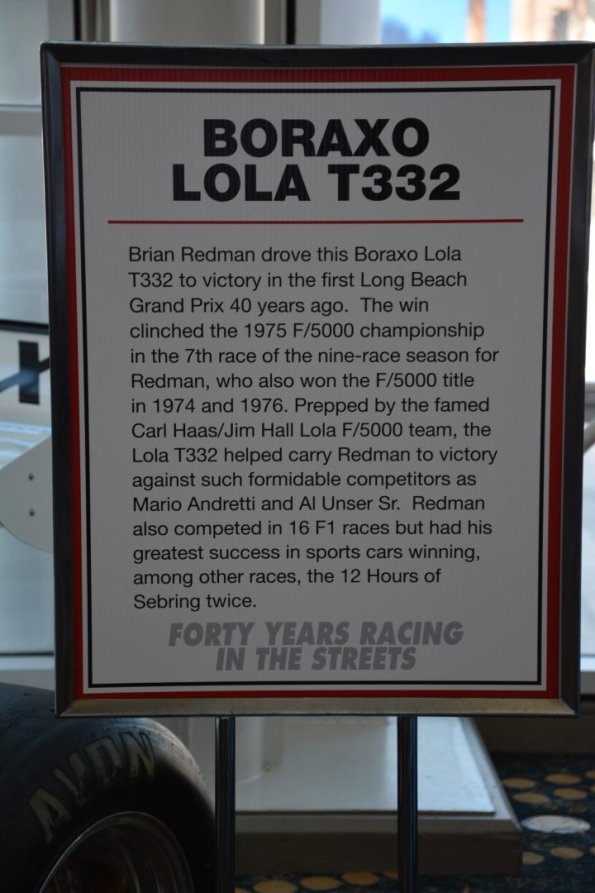 BORAXO
LOLA T332
Brian Redman drove this Boraxo Lola
T332 to victory in the first Long Beach
Grand Prix 40 years ago.  The win
clinched the 1975 F/5000 championship
in the 7th race of the nine-race season for
Redman, who also won the F/5000 title
in 1974 and 1976. Prepped by the famed
Carl Haas/Jim Hall Lola F/5000 team, the
Lola T332 helped carry Redman to victory
against such formidable competitors as
Mario Andretti and Al Unser Sr.  Redman
also competed in 16 F1 races but had his
greatest success in sports cars winning,
among other races, the 12 Hours of
Sebring twice.
FORTY YEARS RACING
IN THE STREETS
AVON